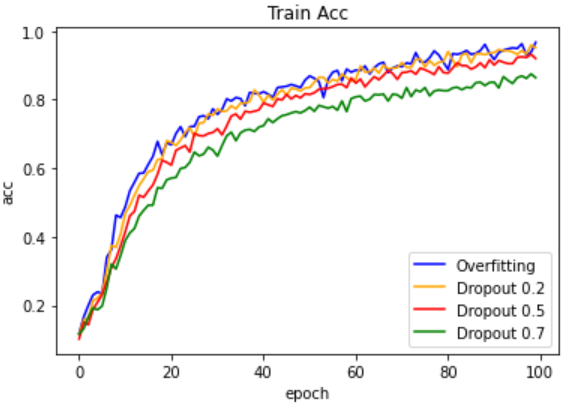 Train Acc
1.0
0.8
0.6
0.4
0.2
acc
0 20 40 60 80 100
epoch
Overfitting
Dropout 0.2
Dropout 0.5
Dropout 0.7